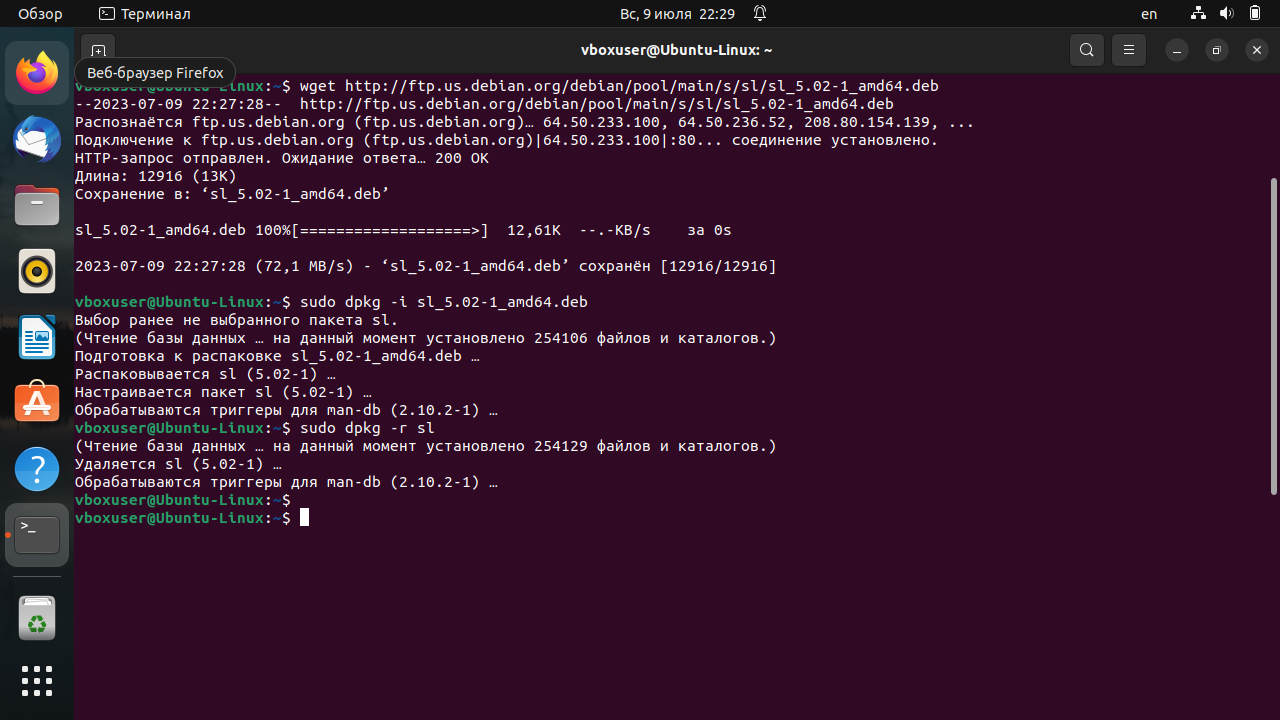 Обзор
Терминал
Вс, 9 июля 22:29
en
vboxuser@Ubuntu-Linux: ~
Веб-браузер Firefox
vboxuser@Ubuntu-Linux:~$ wget http://ftp.us.debian.org/debian/pool/main/s/sl/sl_5.02-1_amd64.deb
--2023-07-09 22:27:28--  http://ftp.us.debian.org/debian/pool/main/s/sl/sl_5.02-1_amd64.deb
Распознаётся ftp.us.debian.org (ftp.us.debian.org)… 64.50.233.100, 64.50.236.52, 208.80.154.139, ...
Подключение к ftp.us.debian.org (ftp.us.debian.org)|64.50.233.100|:80... соединение установлено.
HTTP-запрос отправлен. Ожидание ответа… 200 OK
Длина: 12916 (13K)
Сохранение в: ‘sl_5.02-1_amd64.deb’
sl_5.02-1_amd64.deb 100%[===================>]  12,61K  --.-KB/s    за 0s
2023-07-09 22:27:28 (72,1 MB/s) - ‘sl_5.02-1_amd64.deb’ сохранён [12916/12916]
vboxuser@Ubuntu-Linux:~$ sudo dpkg -i sl_5.02-1_amd64.deb
Выбор ранее не выбранного пакета sl.
(Чтение базы данных … на данный момент установлено 254106 файлов и каталогов.)
Подготовка к распаковке sl_5.02-1_amd64.deb …
Распаковывается sl (5.02-1) …
Настраивается пакет sl (5.02-1) …
Обрабатываются триггеры для man-db (2.10.2-1) …
vboxuser@Ubuntu-Linux:~$ sudo dpkg -r sl
(Чтение базы данных … на данный момент установлено 254129 файлов и каталогов.)
Удаляется sl (5.02-1) …
Обрабатываются триггеры для man-db (2.10.2-1) …
vboxuser@Ubuntu-Linux:~$
vboxuser@Ubuntu-Linux:~$